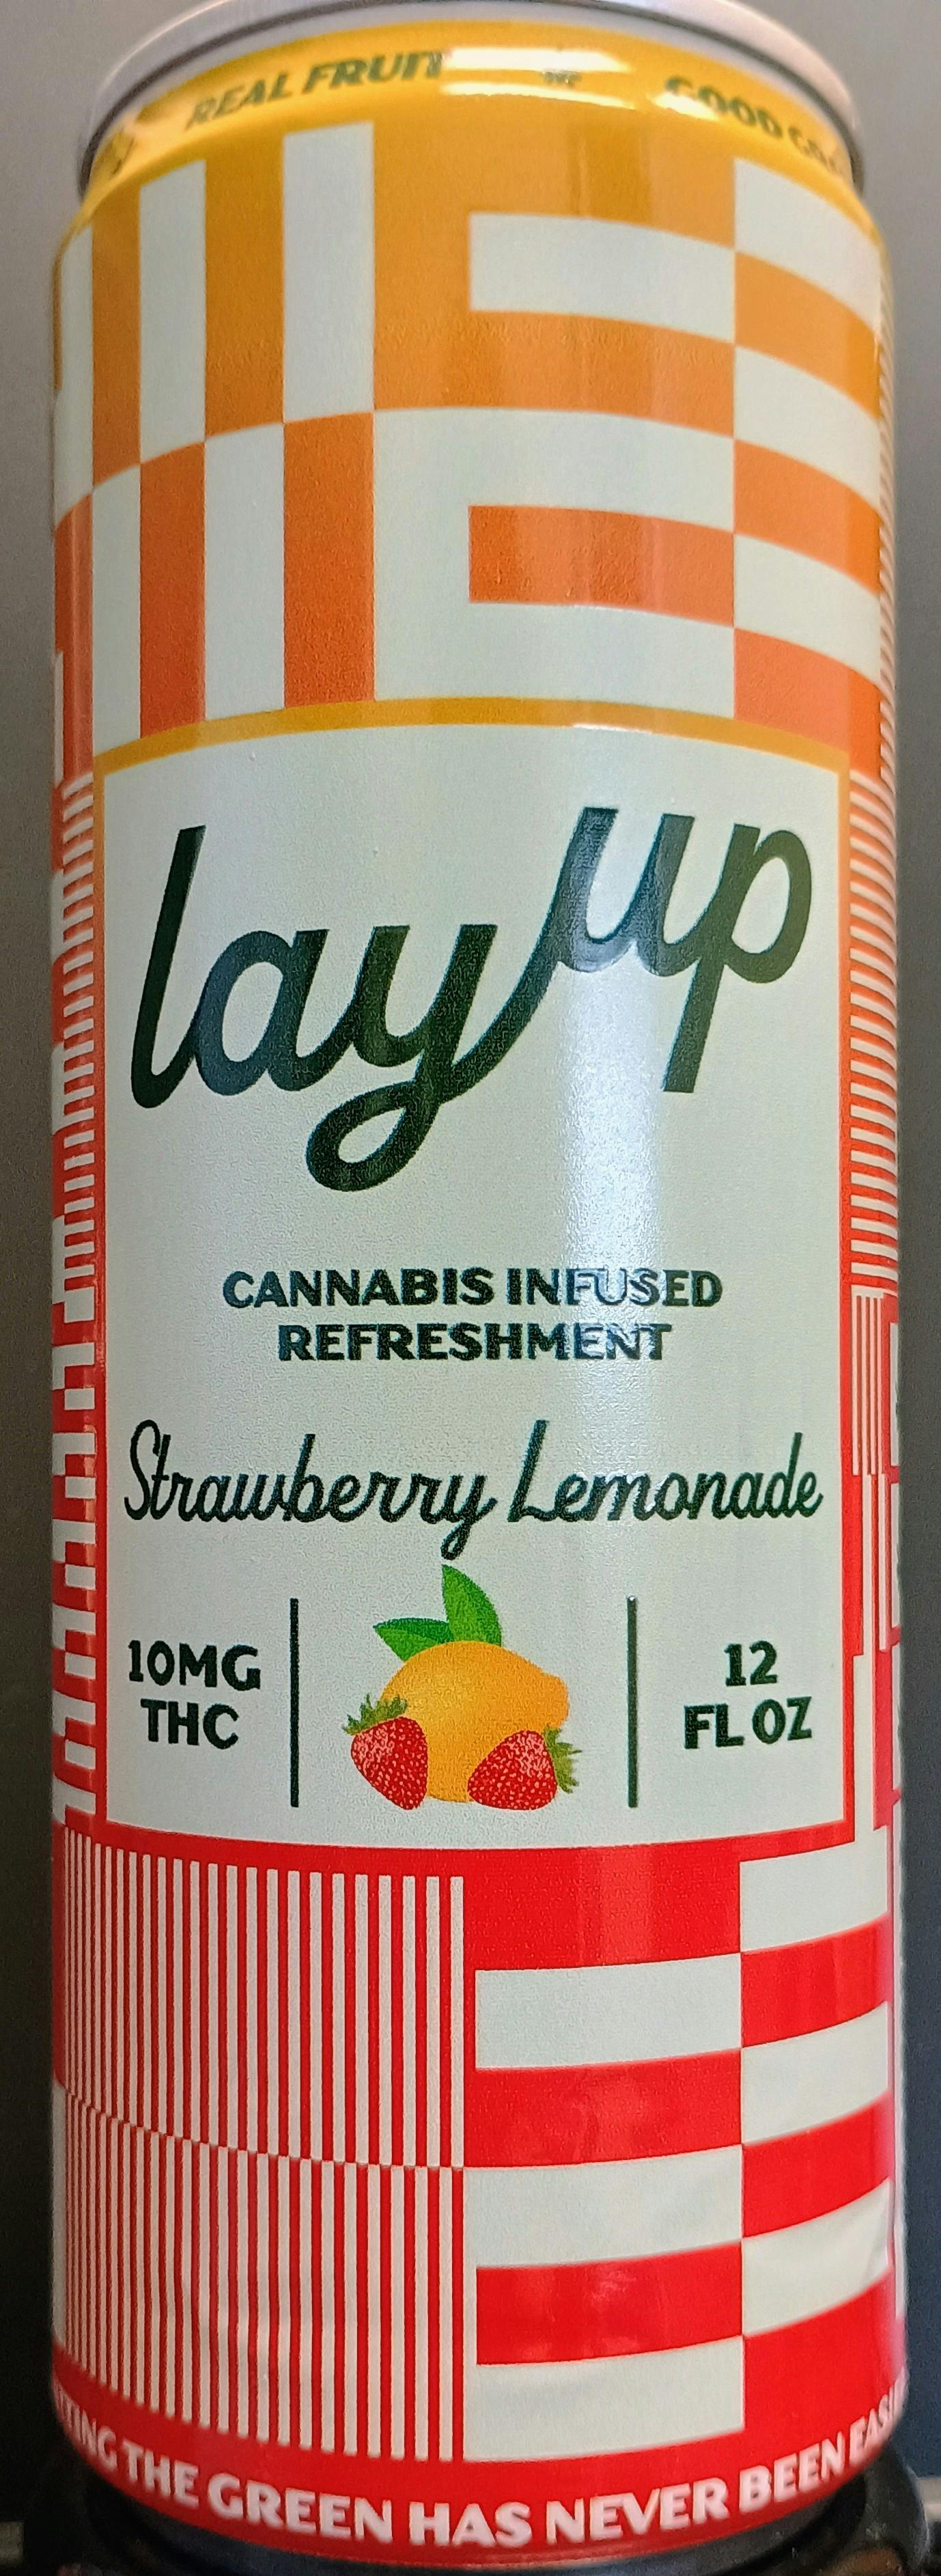 REAL FRUIT
GOOD
lay up
CANNABIS INFUSED
REFRESHMENT
Strawberry Lemonade
10MG
THC
12
FL OZ
THE GREEN HAS NEVER BEEN